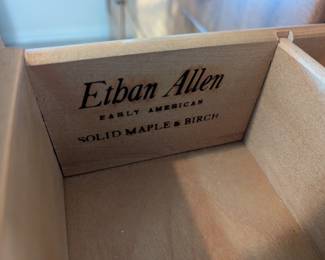 Ethan Allen
EARLY AMERICAN
SOLID MAPLE & BIRCH